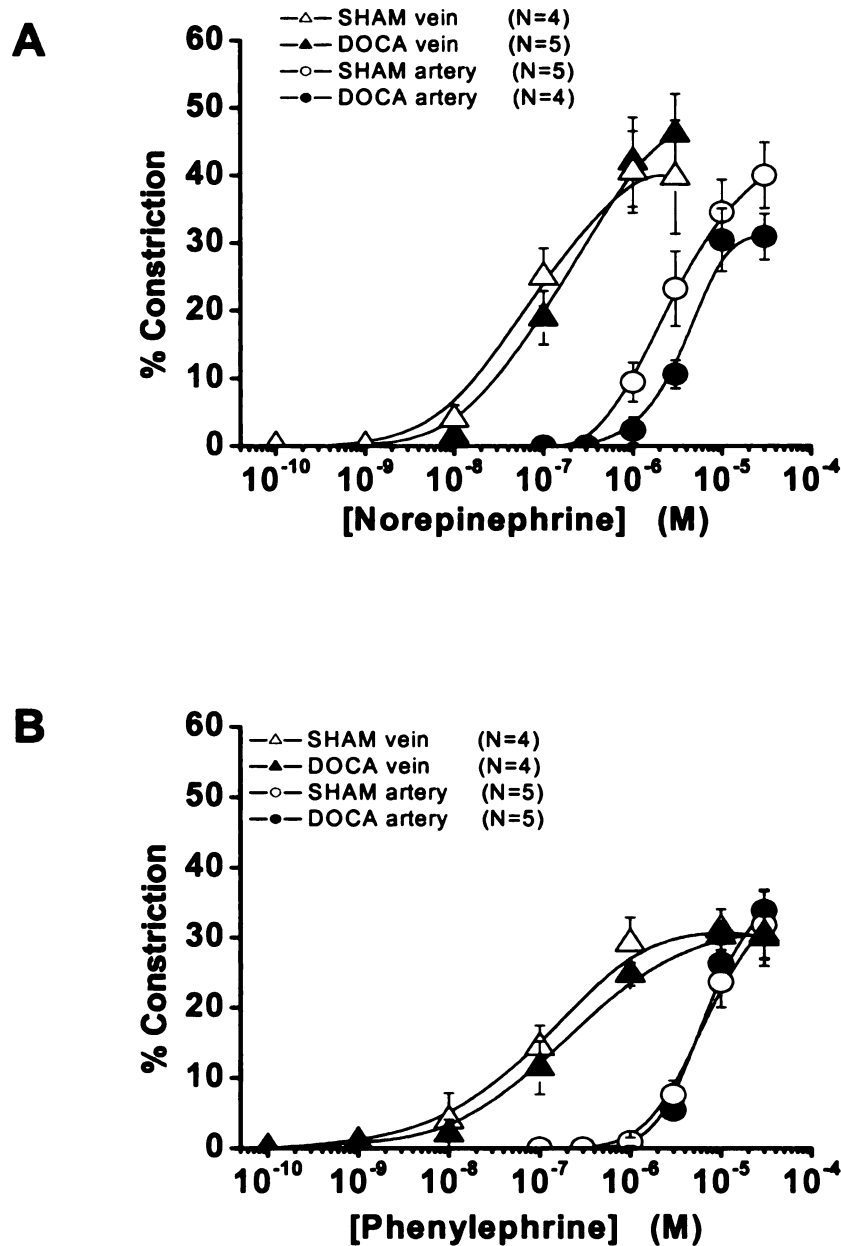 A
SHAM vein (N=4)
DOCA vein (N=5)
SHAM artery (N=5)
DOCA artery (N=4)
60
50
40
30
20
10
0
% Constriction
10-10 10-9 10-8 10-7 10-6 10-5 10-4
[Norepinephrine] (M)
B
SHAM vein (N=4)
DOCA vein (N=4)
SHAM artery (N=5)
DOCA artery (N=5)
60
50
40
30
20
10
0
% Constriction
10-10 10-9 10-8 10-7 10-6 10-5 10-4
[Phenylephrine] (M)